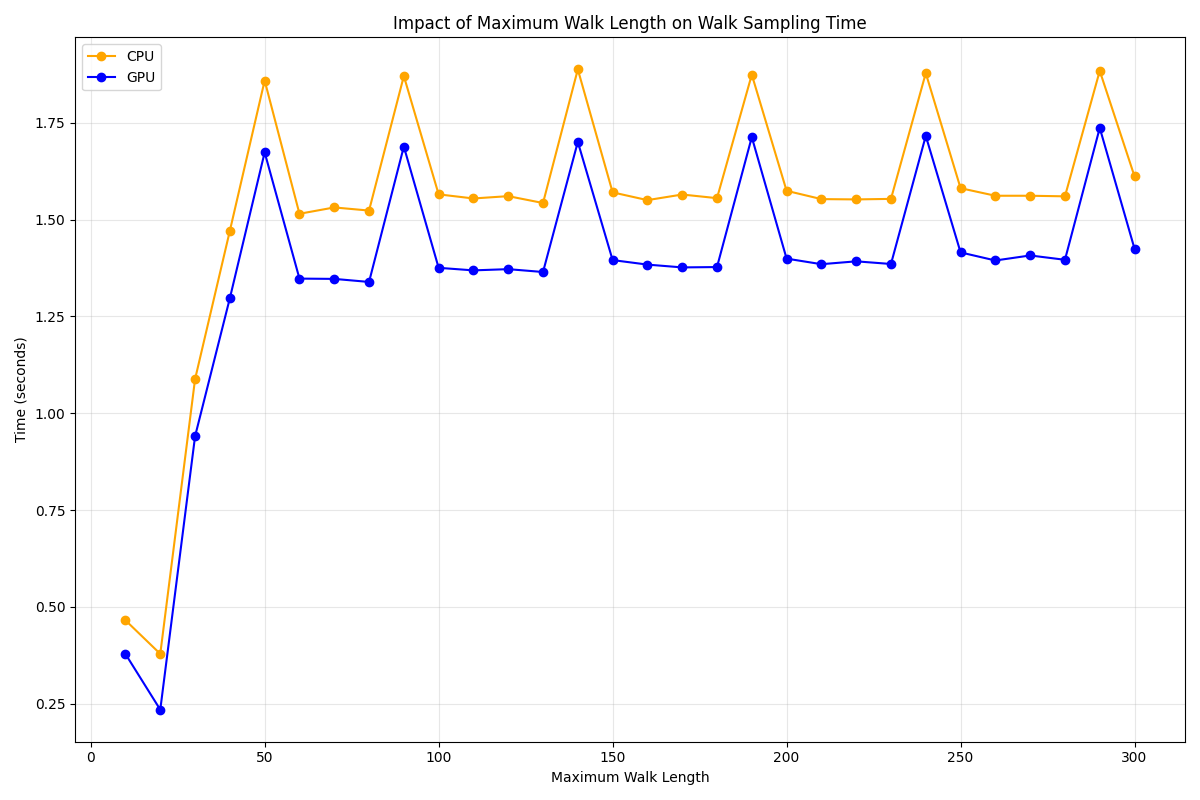 Impact of Maximum Walk Length on Walk Sampling Time
CPU
GPU
1.75
1.50
1.25
1.00
0.75
0.50
0.25
Time (seconds)
0 50 100 150 200 250 300
Maximum Walk Length